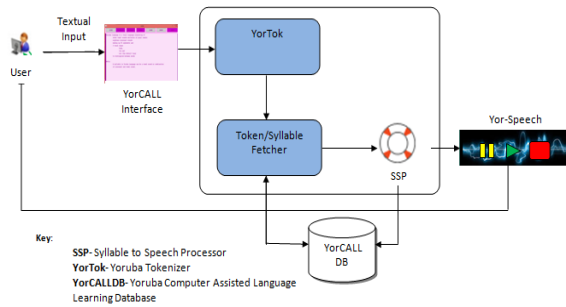 Textual
Input
User
YorCALL
Interface
YorTok
Token/Syllable
Fetcher
SSP
Yor-Speech
YorCALL
DB
Key:
SSP- Syllable to Speech Processor
YorTok- Yoruba Tokenizer
YorCALLDB- Yoruba Computer Assisted Language
Learning Database